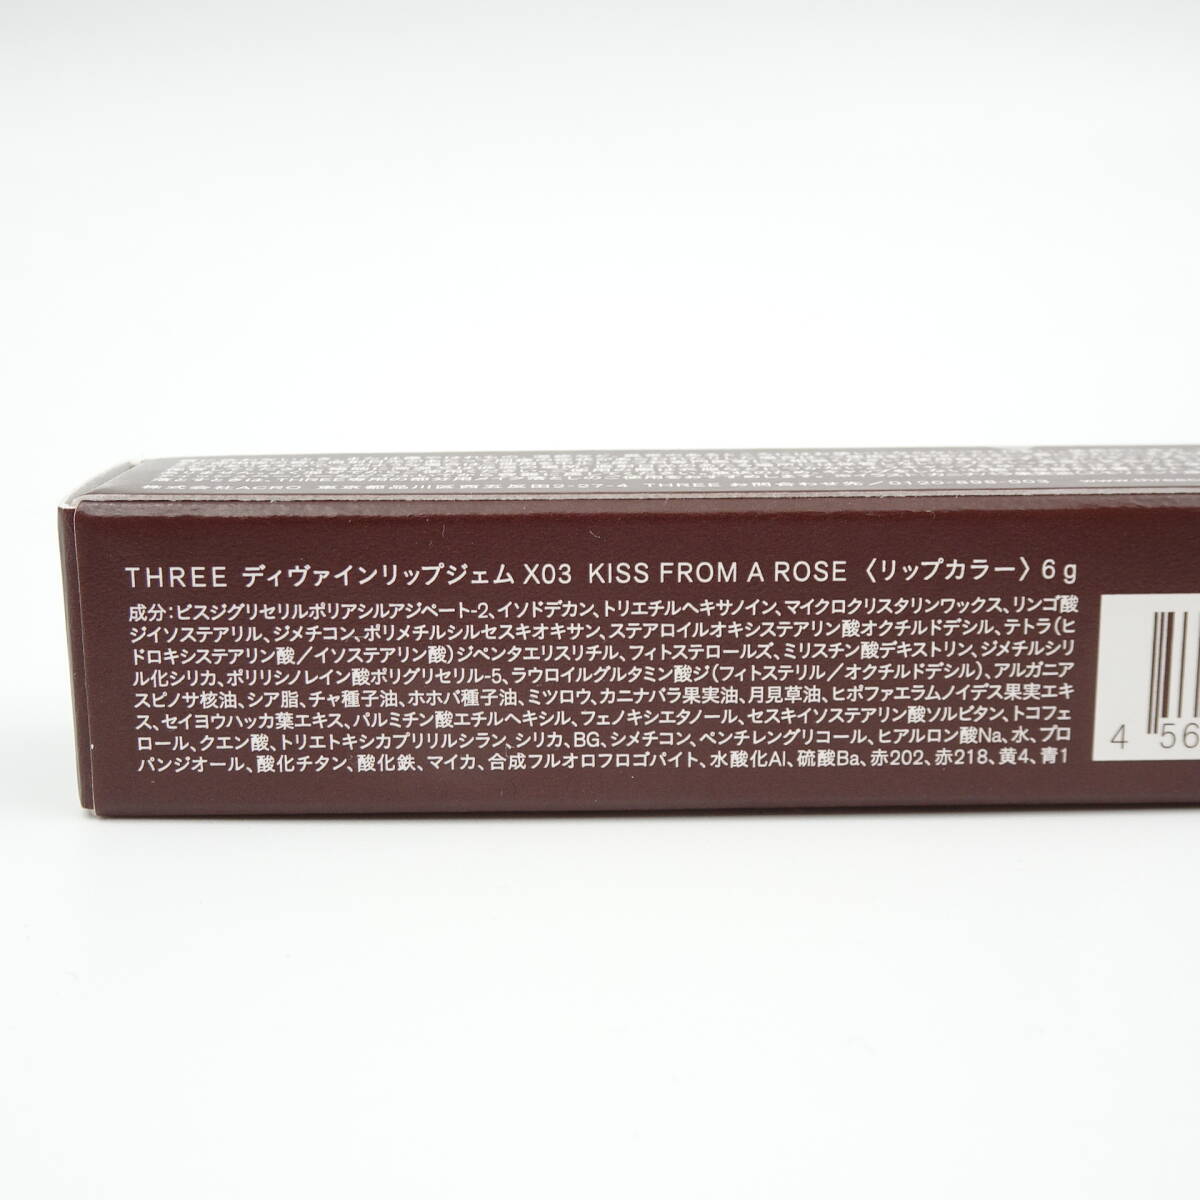 THREE ディヴァインリップジェム X03 KISS FROM A ROSE 〈リップカラー〉6g
成分：ビスジグリセリルポリアシルアジペート-2、イソドデカン、トリエチルヘキサノイン、マイクロクリスタリンワックス、リンゴ酸
ジイソステアリル、ジメチコン、ポリメチルシルセスキオキサン、ステアロイルオキシステアリン酸オクチルドデシル、テトラ(ヒ
ドロキシステアリン酸／イソステアリン酸)ジペンタエリスリチル、フィトステロールズ、ミリスチン酸デキストリン、ジメチルシリ
ル化シリカ、ポリリシノレイン酸ポリグリセリル-5、ラウロイルグルタミン酸ジ(フィトステリル／オクチルドデシル)、アルガニア
スピノサ核油、シア脂、チャ種子油、ホホバ種子油、ミツロウ、カニナバラ果実油、月見草油、ヒポファエラムノイデス果実エキ
ス、セイヨウハッカ葉エキス、パルミチン酸エチルヘキシル、フェノキシエタノール、セスキイソステアリン酸ソルビタン、トコフェ
ロール、クエン酸、トリエトキシカプリリルシラン、シリカ、BG、シメチコン、ペンチレングリコール、ヒアルロン酸Na、水、プロ
パンジオール、酸化チタン、酸化鉄、マイカ、合成フルオロフロゴパイト、水酸化Al、硫酸Ba、赤202、赤218、黄4、青1
4 56